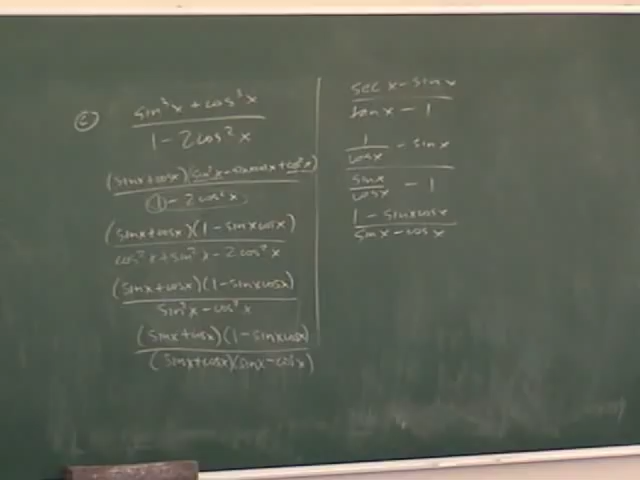 c) sin³x + cos³x
1 - 2cos²x
(sinx + cosx)(sin²x - sinxcosx + cos²x)
1 - 2cos²x
(sinx + cosx)(1 - sinxcosx)
cos²x + sin²x - 2cos²x
(sinx + cosx)(1 - sinxcosx)
sin²x - cos²x
(sinx + cosx)(1 - sinxcosx)
(sinx + cosx)(sinx - cosx)
sec x - sinx
tanx - 1
1/cosx - sinx
sinx/cosx - 1
1 - sinxcosx
sinx - cosx